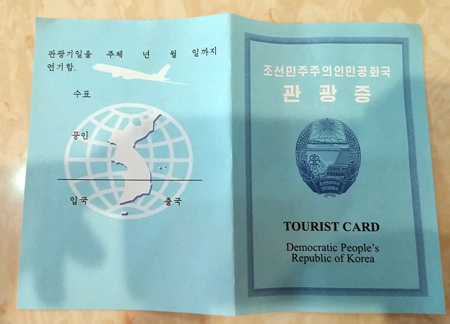 관광기일을 주체 년 월 일까지
연기함.
수표
공인
입국 출국
조선민주주의인민공화국
관광증
TOURIST CARD
Democratic People's
Republic of Korea